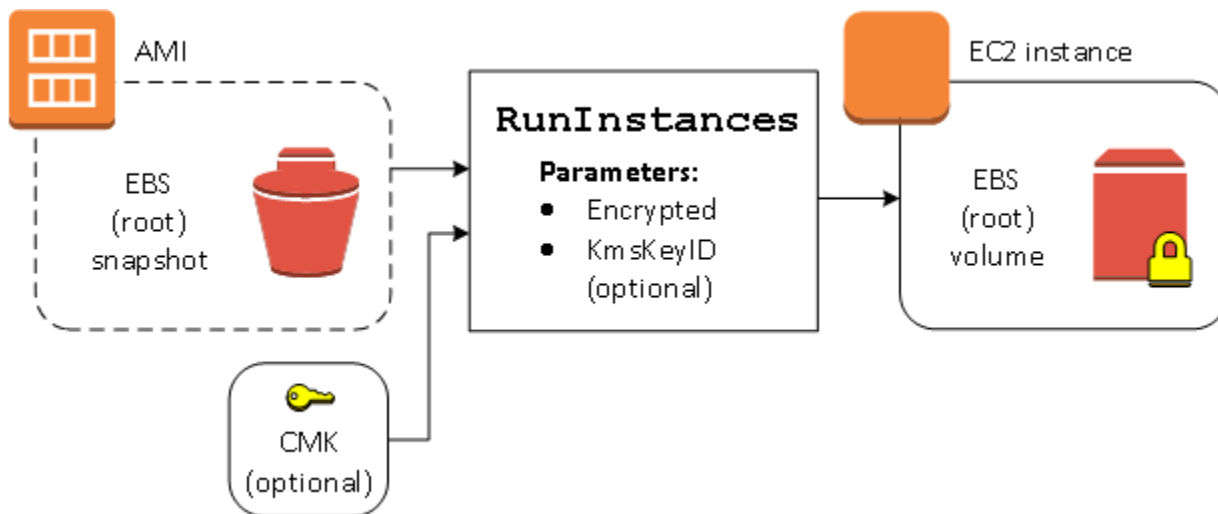 AMI
EBS
(root)
snapshot
CMK
(optional)
RunInstances
Parameters:
● Encrypted
● KmsKeyID
(optional)
EC2 instance
EBS
(root)
volume